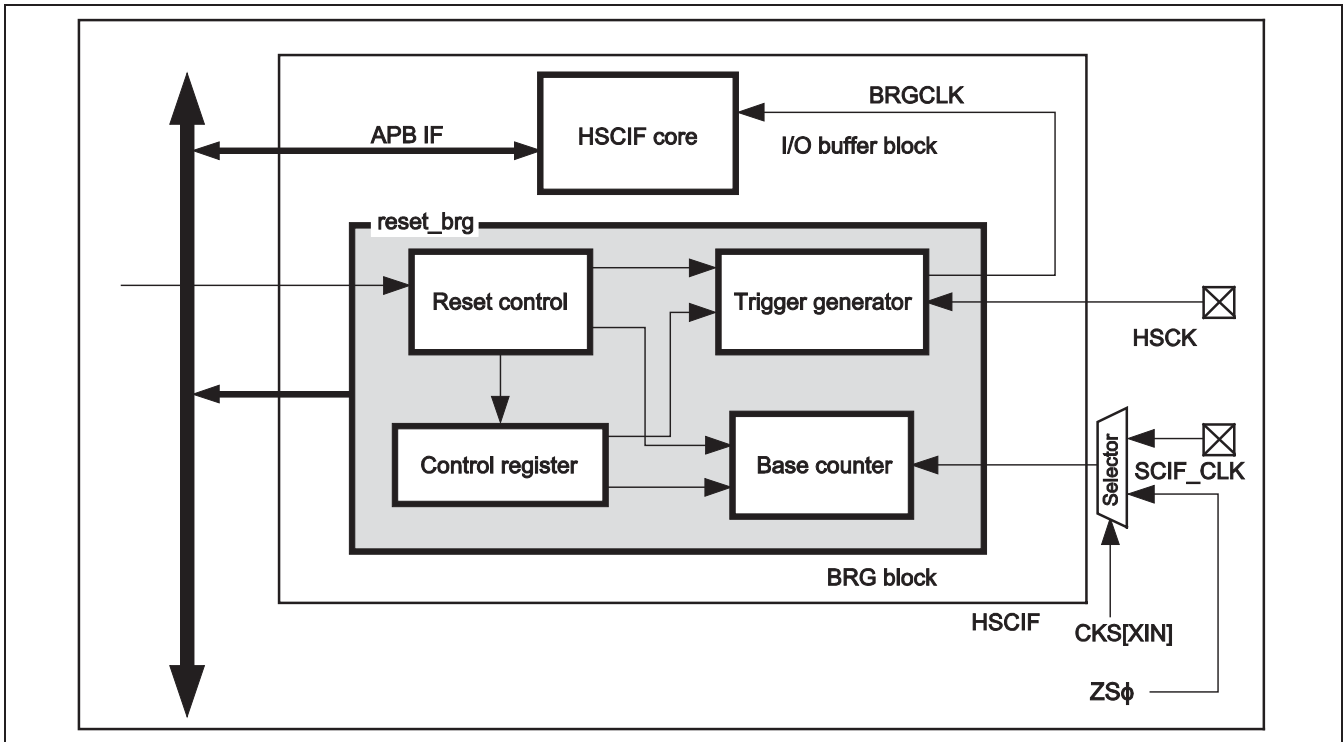 BRGCLK
APB IF
HSCIF core
I/O buffer block
reset_brg
Reset control
Trigger generator
HSCK
Control register
Base counter
Selector
SCIF_CLK
BRG block
HSCIF
CKS[XIN]
ZSϕ